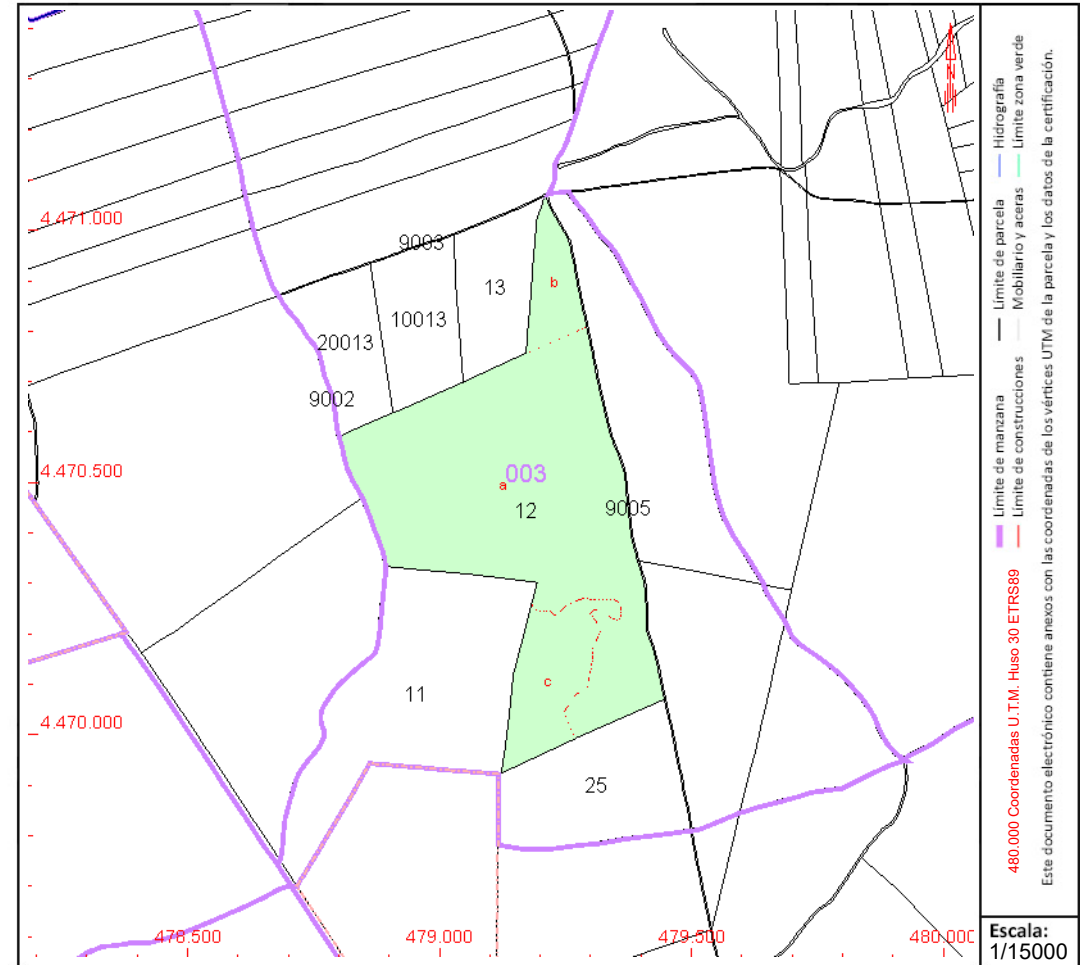 4.471.000
9003
b
13
10013
20013
9002
4.470.500
003
a
12
9005
c
11
4.470.000
25
478.500
479.000
479.500
480.000
N
480.000 Coordenadas U.T.M. Huso 30 ETRS89
Límite de manzana
Límite de parcela
Hidrografía
Límite de construcciones
Mobiliario y aceras
Límite zona verde
Este documento electrónico contiene anexos con las coordenadas de los vértices UTM de la parcela y los datos de la certificación.
Escala:
1/15000